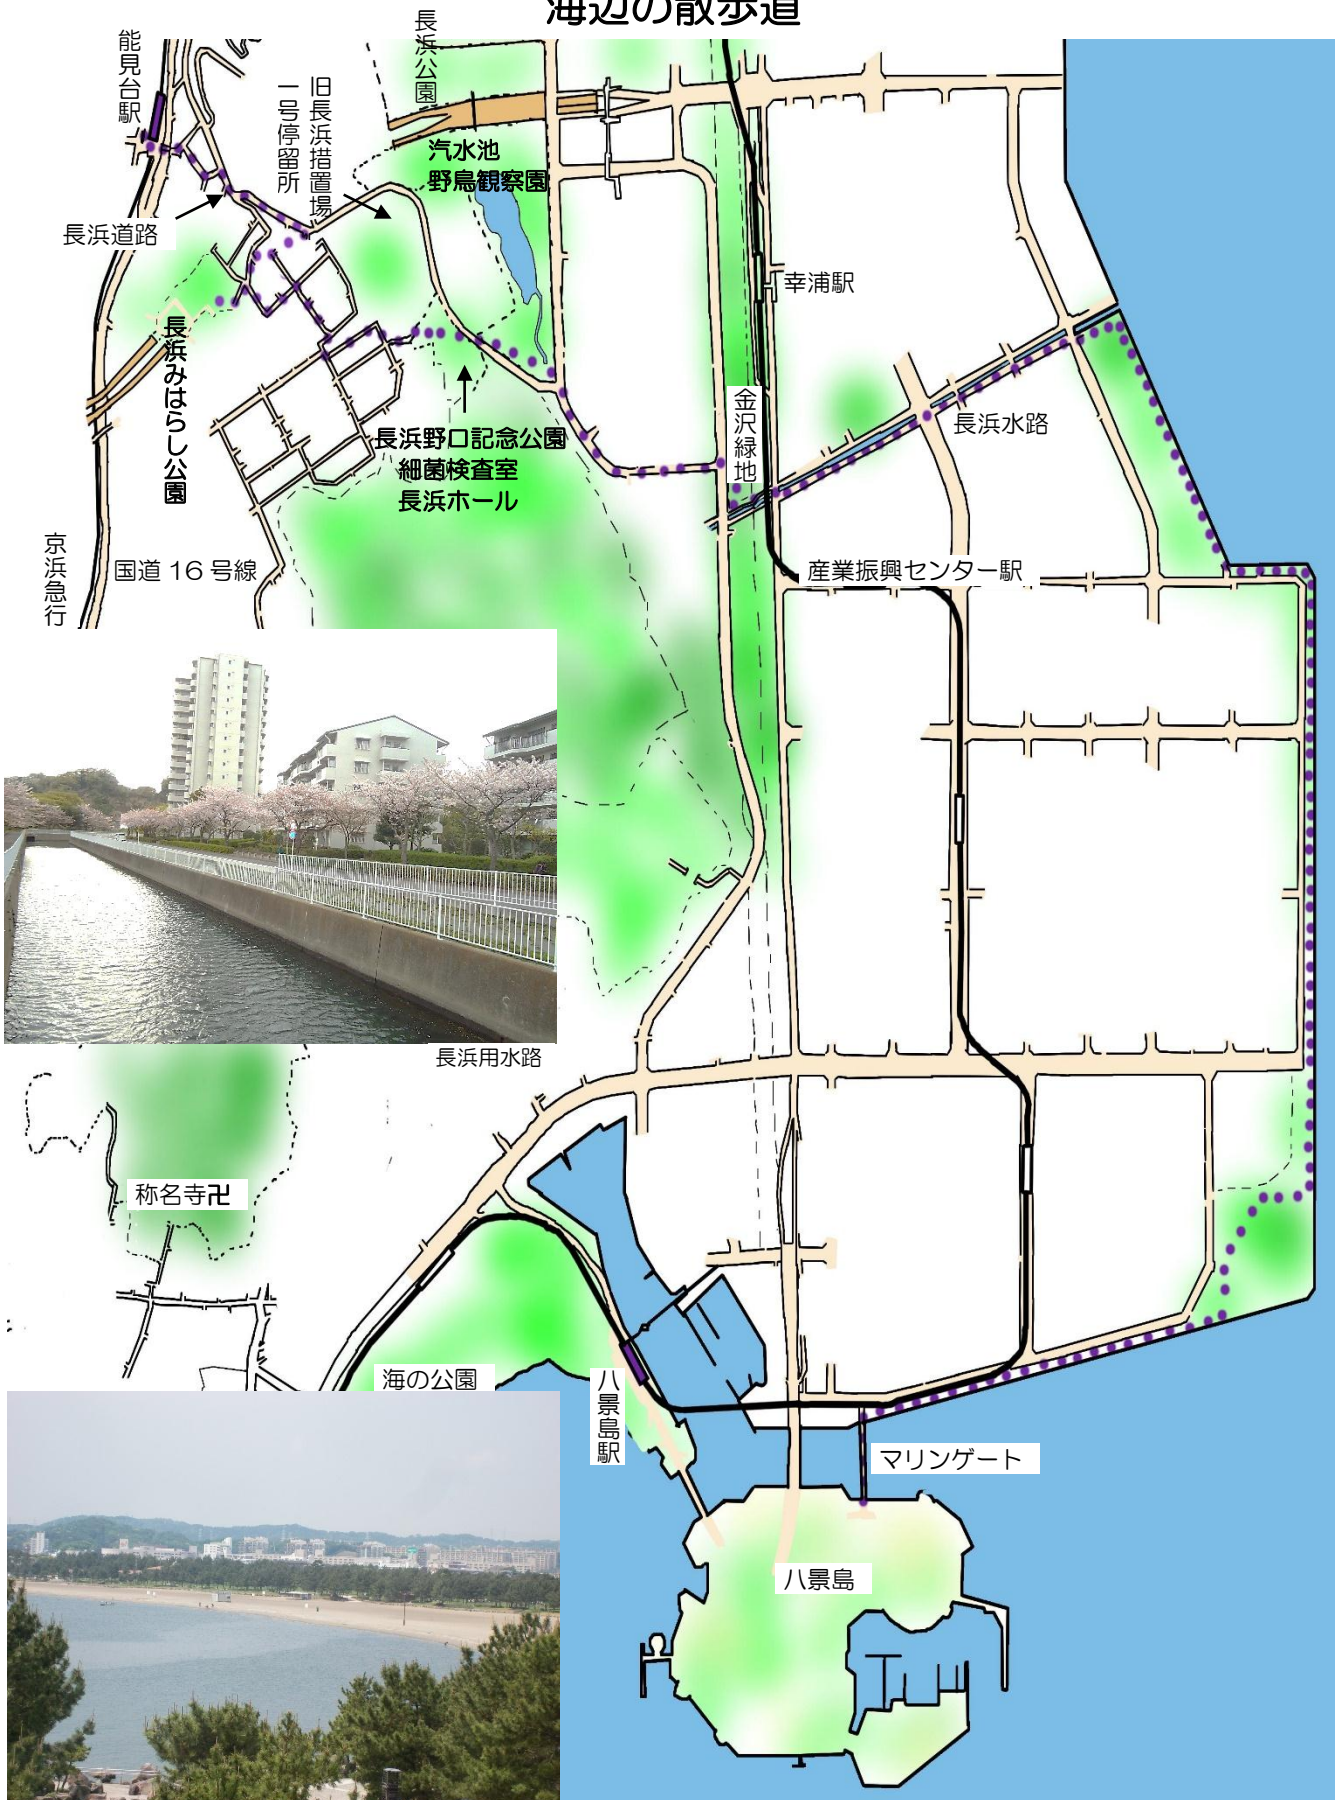 海辺の散歩道
長浜公園
能見台駅
旧長浜措置場
一号停留所
汽水池
野鳥観察園
長浜道路
幸浦駅
長浜みはらし公園
金沢緑地
長浜水路
長浜野口記念公園
細菌検査室
長浜ホール
京浜急行
国道 16 号線
産業振興センター駅
長浜用水路
称名寺卍
海の公園
八景島駅
マリンゲート
八景島